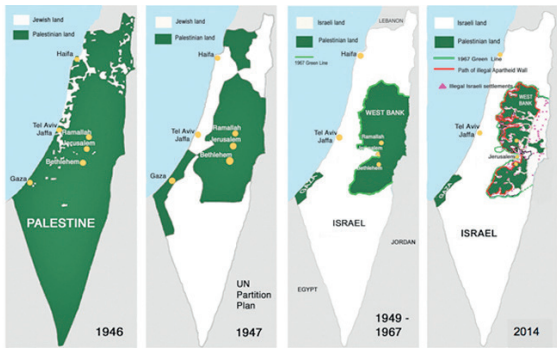 Jewish land
Palestinian land
Haifa
Tel Aviv
Jaffa
Ramallah
Jerusalem
Bethlehem
Gaza
PALESTINE
1946
Jewish land
Palestinian land
Haifa
Tel Aviv
Jaffa
Ramallah
Jerusalem
Bethlehem
Gaza
UN
Partition
Plan
1947
Israeli land
Palestinian land
1967 Green Line
LEBANON
Haifa
WEST BANK
Tel Aviv
Jaffa
Ramallah
Bethlehem
GAZA
ISRAEL
JORDAN
EGYPT
1949 -
1967
Israeli land
Palestinian land
1967 Green Line
Path of illegal Apartheid Wall
Illegal Israeli settlements
WEST
BANK
Tel Aviv
Jaffa
Jerusalem
GAZA
ISRAEL
2014